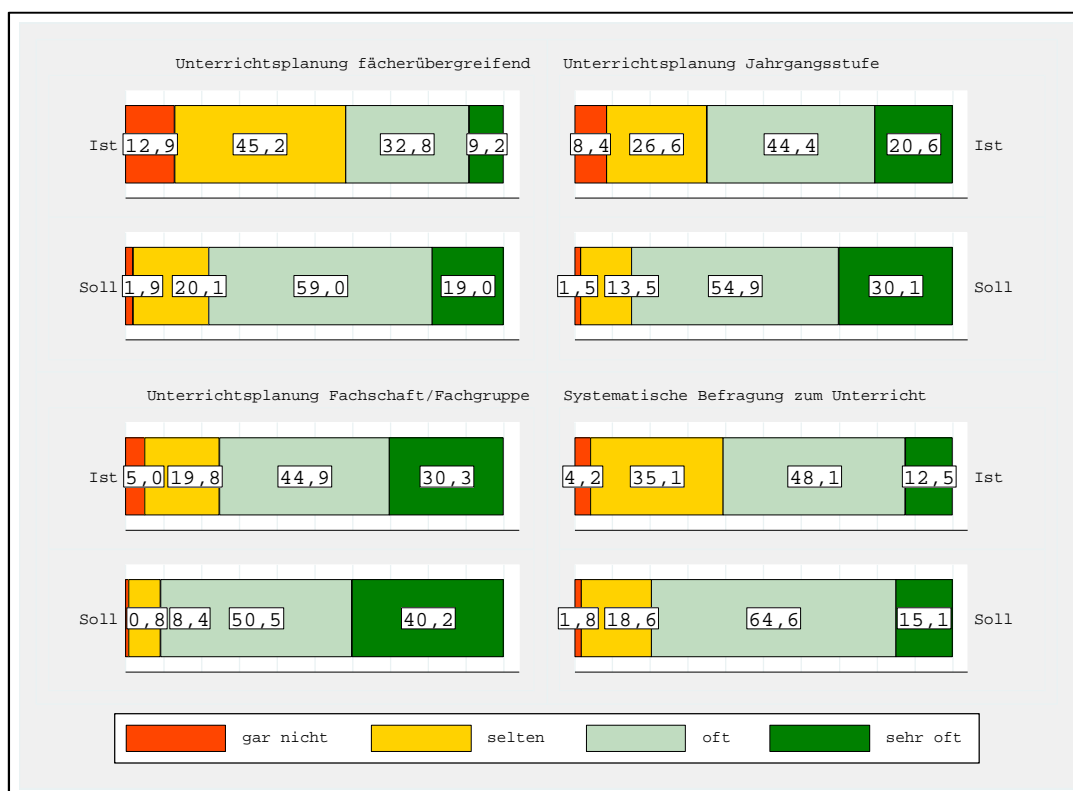 Unterrichtsplanung fächerübergreifend
Ist 12,9 45,2 32,8 9,2
Soll 1,9 20,1 59,0 19,0
Unterrichtsplanung Jahrgangsstufe
8,4 26,6 44,4 20,6 Ist
1,5 13,5 54,9 30,1 Soll
Unterrichtsplanung Fachschaft/Fachgruppe
Ist 5,0 19,8 44,9 30,3
Soll 0,8 8,4 50,5 40,2
Systematische Befragung zum Unterricht
4,2 35,1 48,1 12,5 Ist
1,8 18,6 64,6 15,1 Soll
gar nicht selten oft sehr oft